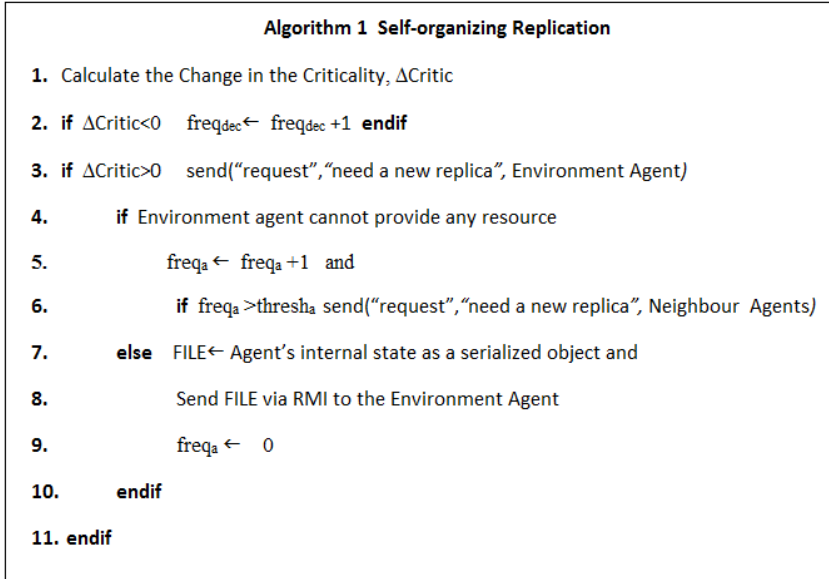 Algorithm 1 Self-organizing Replication
1. Calculate the Change in the Criticality, ΔCritic
2. if ΔCritic<0 freqdec← freqdec +1 endif
3. if ΔCritic>0 send(“request”,“need a new replica”, Environment Agent)
4. if Environment agent cannot provide any resource
5. freqa ← freqa +1 and
6. if freqa >thresha send(“request”,“need a new replica”, Neighbour Agents)
7. else FILE← Agent’s internal state as a serialized object and
8. Send FILE via RMI to the Environment Agent
9. freqa ← 0
10. endif
11. endif